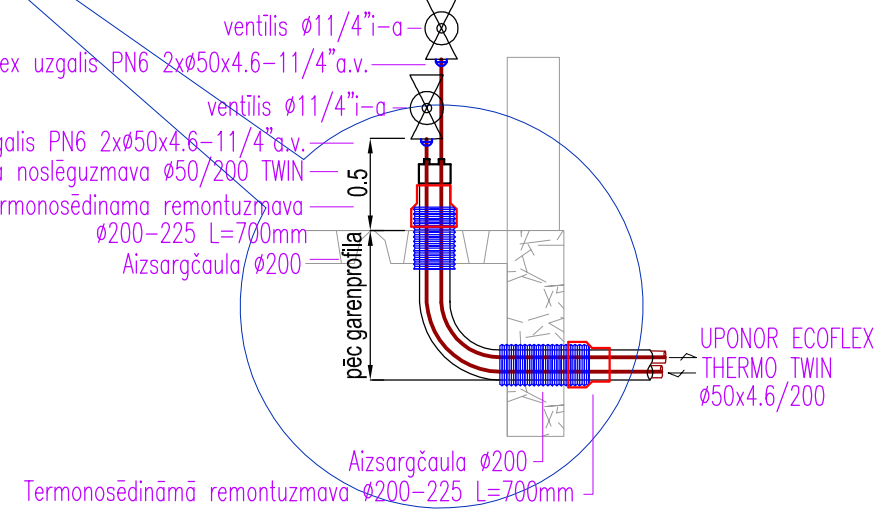 ventīlis ø11/4"i-a
ex uzgalis PN6 2xø50x4.6-11/4"a.v.
ventīlis ø11/4"i-a
galis PN6 2xø50x4.6-11/4"a.v.
a noslēguzmava ø50/200 TWIN
ermonosēdinama remontuzmava
ø200-225 L=700mm
Aizsargčaula ø200
0.5
pēc garenprofila
UPONOR ECOFLEX
THERMO TWIN
ø50x4.6/200
Aizsargčaula ø200
Termonosēdināmā remontuzmava ø200-225 L=700mm